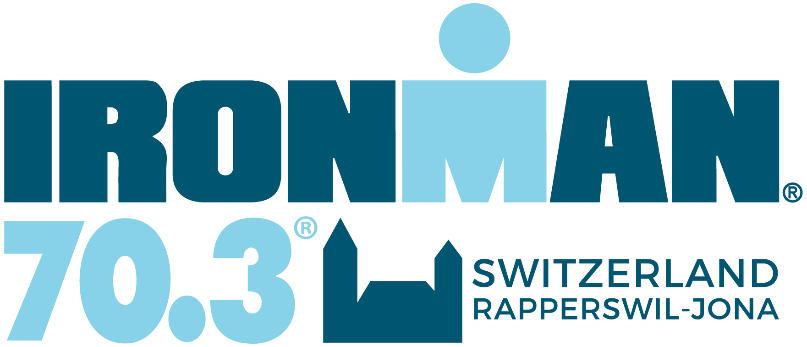 IRONMAN®
70.3®
SWITZERLAND
RAPPERSWIL-JONA